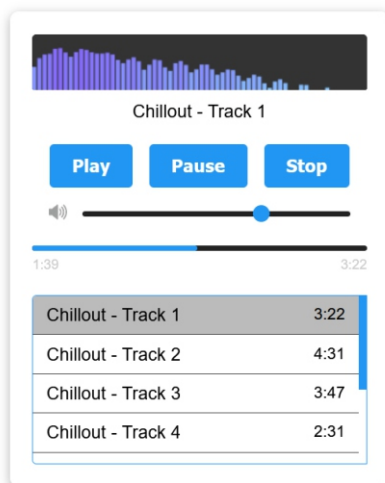 Chillout - Track 1
Play Pause Stop
1:39 3:22
Chillout - Track 1 3:22
Chillout - Track 2 4:31
Chillout - Track 3 3:47
Chillout - Track 4 2:31